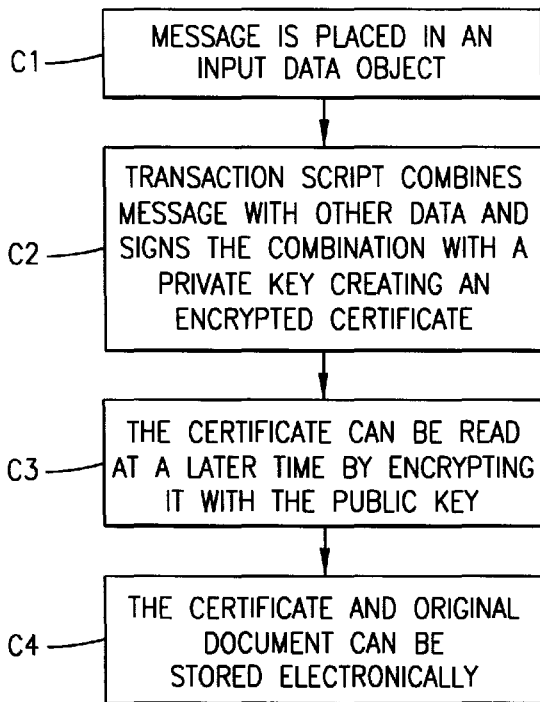 C1
MESSAGE IS PLACED IN AN
INPUT DATA OBJECT
C2
TRANSACTION SCRIPT COMBINES
MESSAGE WITH OTHER DATA AND
SIGNS THE COMBINATION WITH A
PRIVATE KEY CREATING AN
ENCRYPTED CERTIFICATE
C3
THE CERTIFICATE CAN BE READ
AT A LATER TIME BY ENCRYPTING
IT WITH THE PUBLIC KEY
C4
THE CERTIFICATE AND ORIGINAL
DOCUMENT CAN BE
STORED ELECTRONICALLY